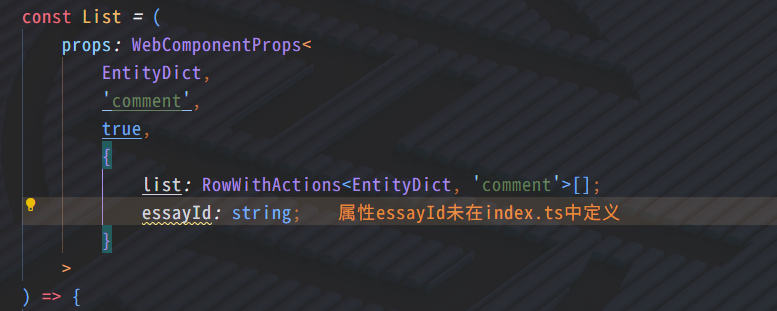 const List = (
props: WebComponentProps<
EntityDict,
'comment',
true,
{
list: RowWithActions<EntityDict, 'comment'>[];
essayId: string; 属性essayId未在index.ts中定义
}
>
) => {